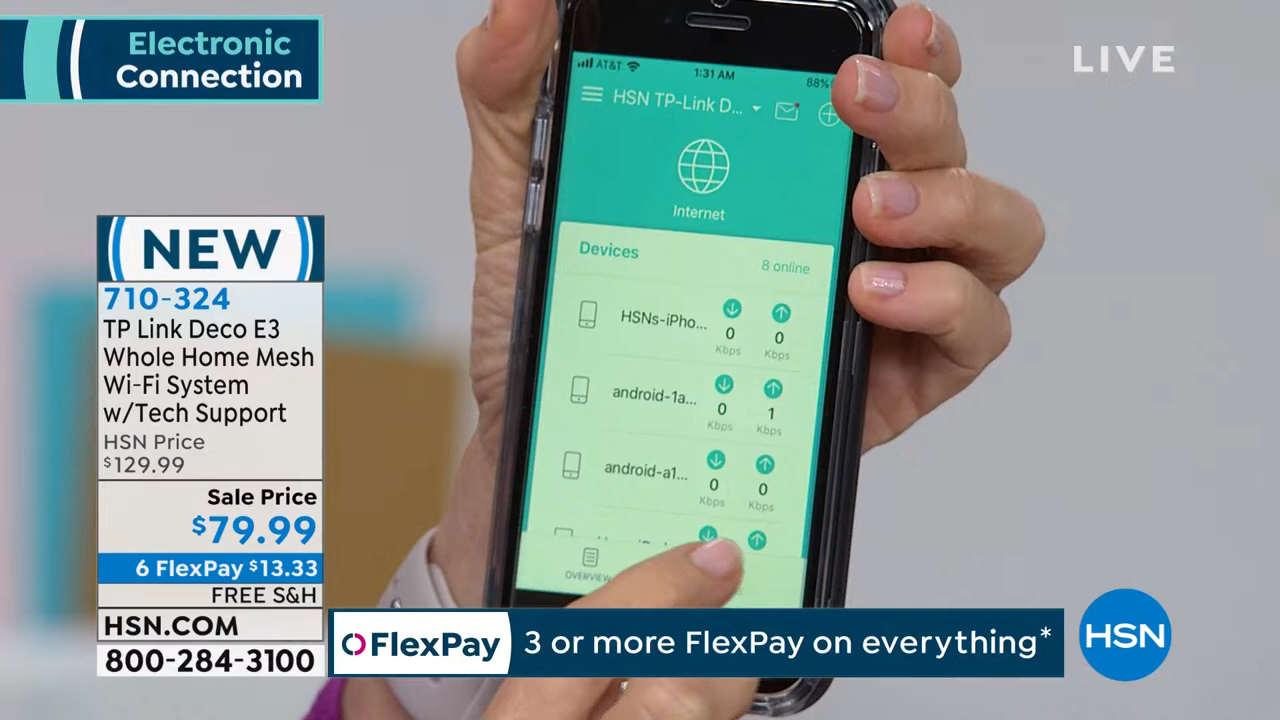 Electronic
Connection
LIVE
AT&T
1:31 AM
88%
HSN TP-Link D...
Internet
Devices
8 online
HSNs-iPho...
0
0
Kbps
Kbps
android-1a...
0
1
Kbps
Kbps
android-a1...
0
0
Kbps
Kbps
OVERVIEW
NEW
710-324
TP Link Deco E3
Whole Home Mesh
Wi-Fi System
w/Tech Support
HSN Price
$129.99
Sale Price
$79.99
6 FlexPay $13.33
FREE S&H
HSN.COM
800-284-3100
FlexPay
3 or more FlexPay on everything*
HSN